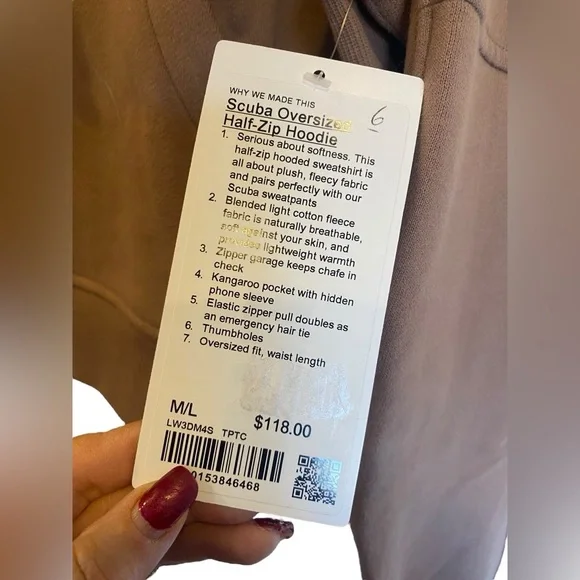 WHY WE MADE THIS
Scuba Oversized
Half-Zip Hoodie
6
1. Serious about softness. This
half-zip hooded sweatshirt is
all about plush, fleecy fabric
and pairs perfectly with our
Scuba sweatpants
2. Blended light cotton fleece
fabric is naturally breathable,
soft against your skin, and
provides lightweight warmth
3. Zipper garage keeps chafe in
check
4. Kangaroo pocket with hidden
phone sleeve
5. Elastic zipper pull doubles as
an emergency hair tie
6. Thumbholes
7. Oversized fit, waist length
M/L
$118.00
LW3DM4S TPTC
0153846468